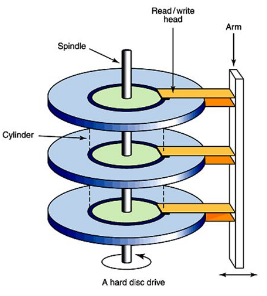 Read/write
head
Arm
Spindle
Cylinder
A hard disc drive